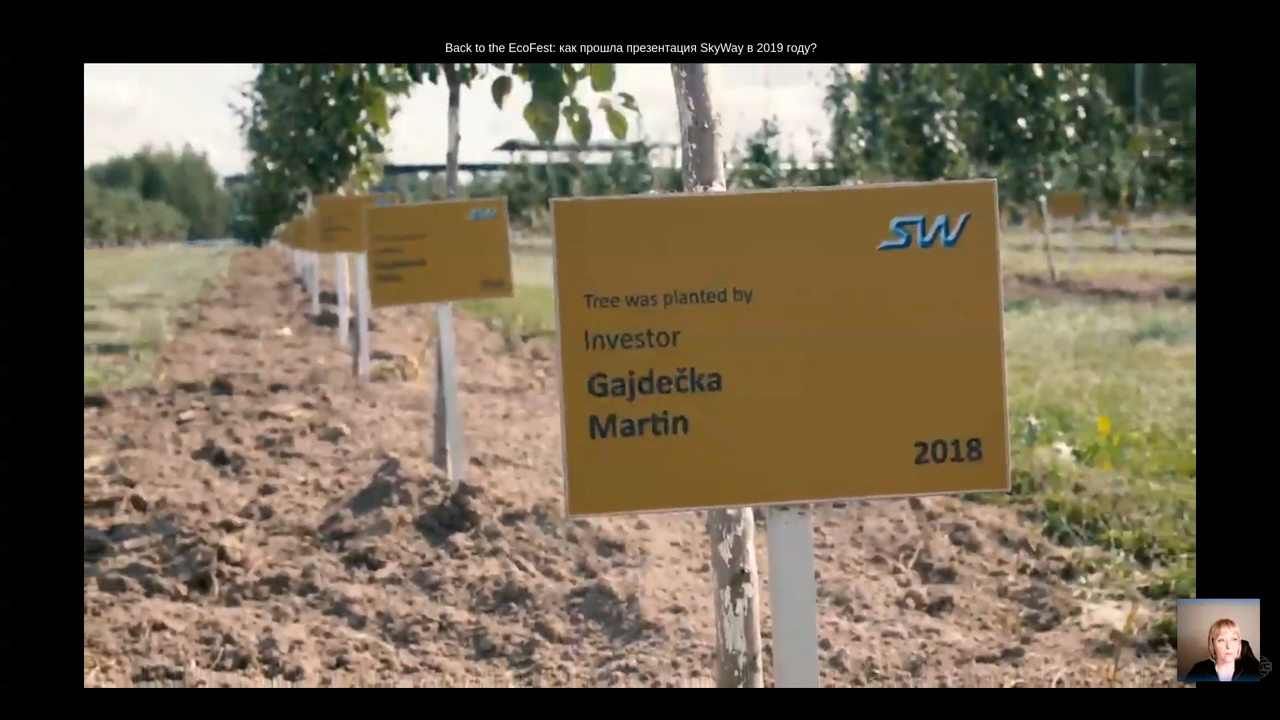 Back to the EcoFest: как прошла презентация SkyWay в 2019 году?
SW
Tree was planted by
Investor
Gajdečka
Martin
2018
SW